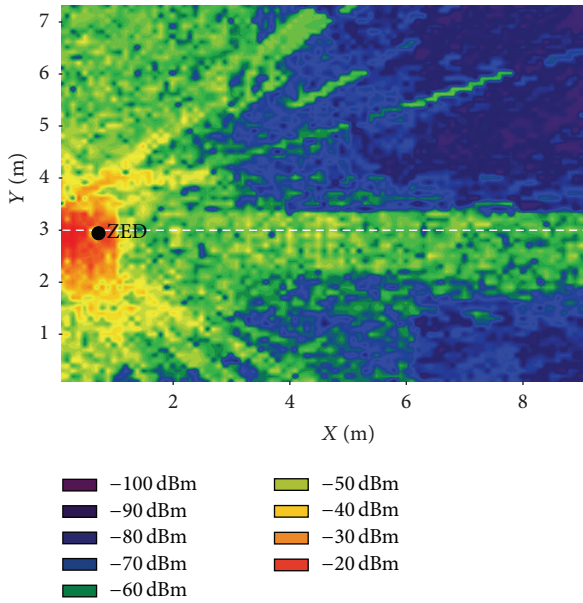 7
6
5
4
3
2
1
Y (m)
ZED
2
4
6
8
X (m)
−100 dBm
−90 dBm
−80 dBm
−70 dBm
−60 dBm
−50 dBm
−40 dBm
−30 dBm
−20 dBm